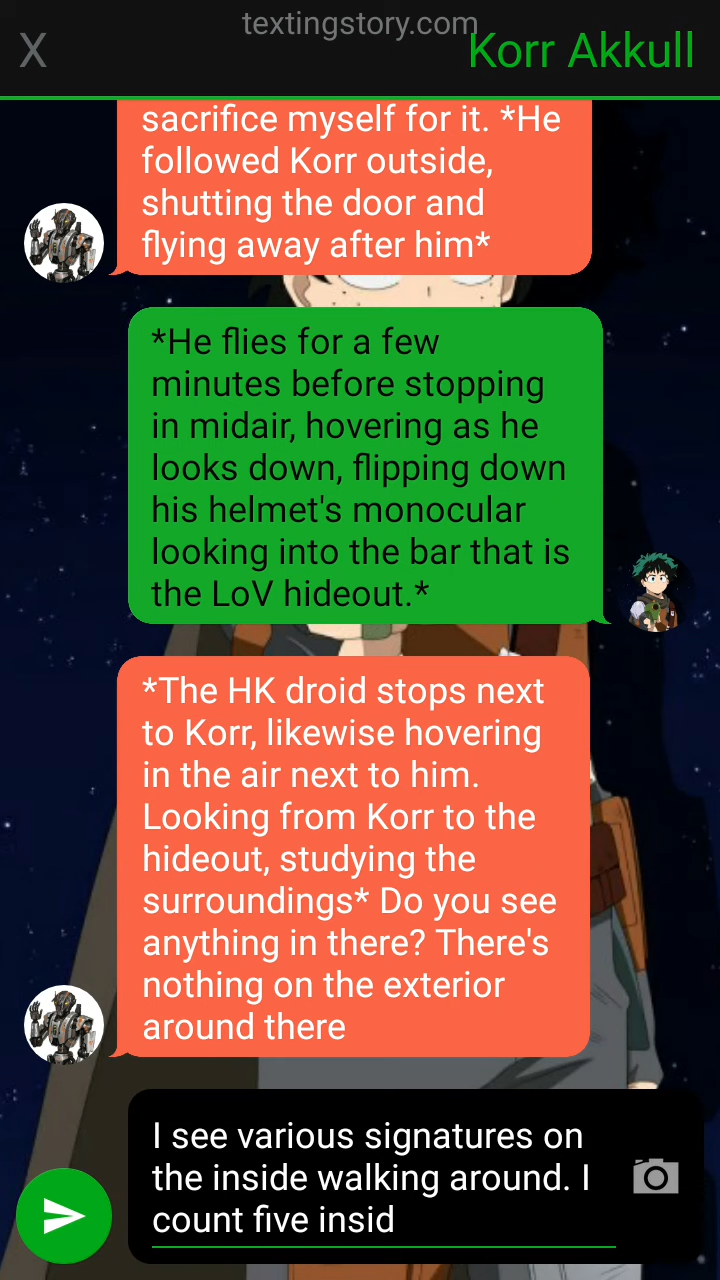 textingstory.com
X
Korr Akkull
sacrifice myself for it. *He
followed Korr outside,
shutting the door and
flying away after him*
*He flies for a few
minutes before stopping
in midair, hovering as he
looks down, flipping down
his helmet's monocular
looking into the bar that is
the LoV hideout.*
*The HK droid stops next
to Korr, likewise hovering
in the air next to him.
Looking from Korr to the
hideout, studying the
surroundings* Do you see
anything in there? There's
nothing on the exterior
around there
I see various signatures on
the inside walking around. I
count five insid